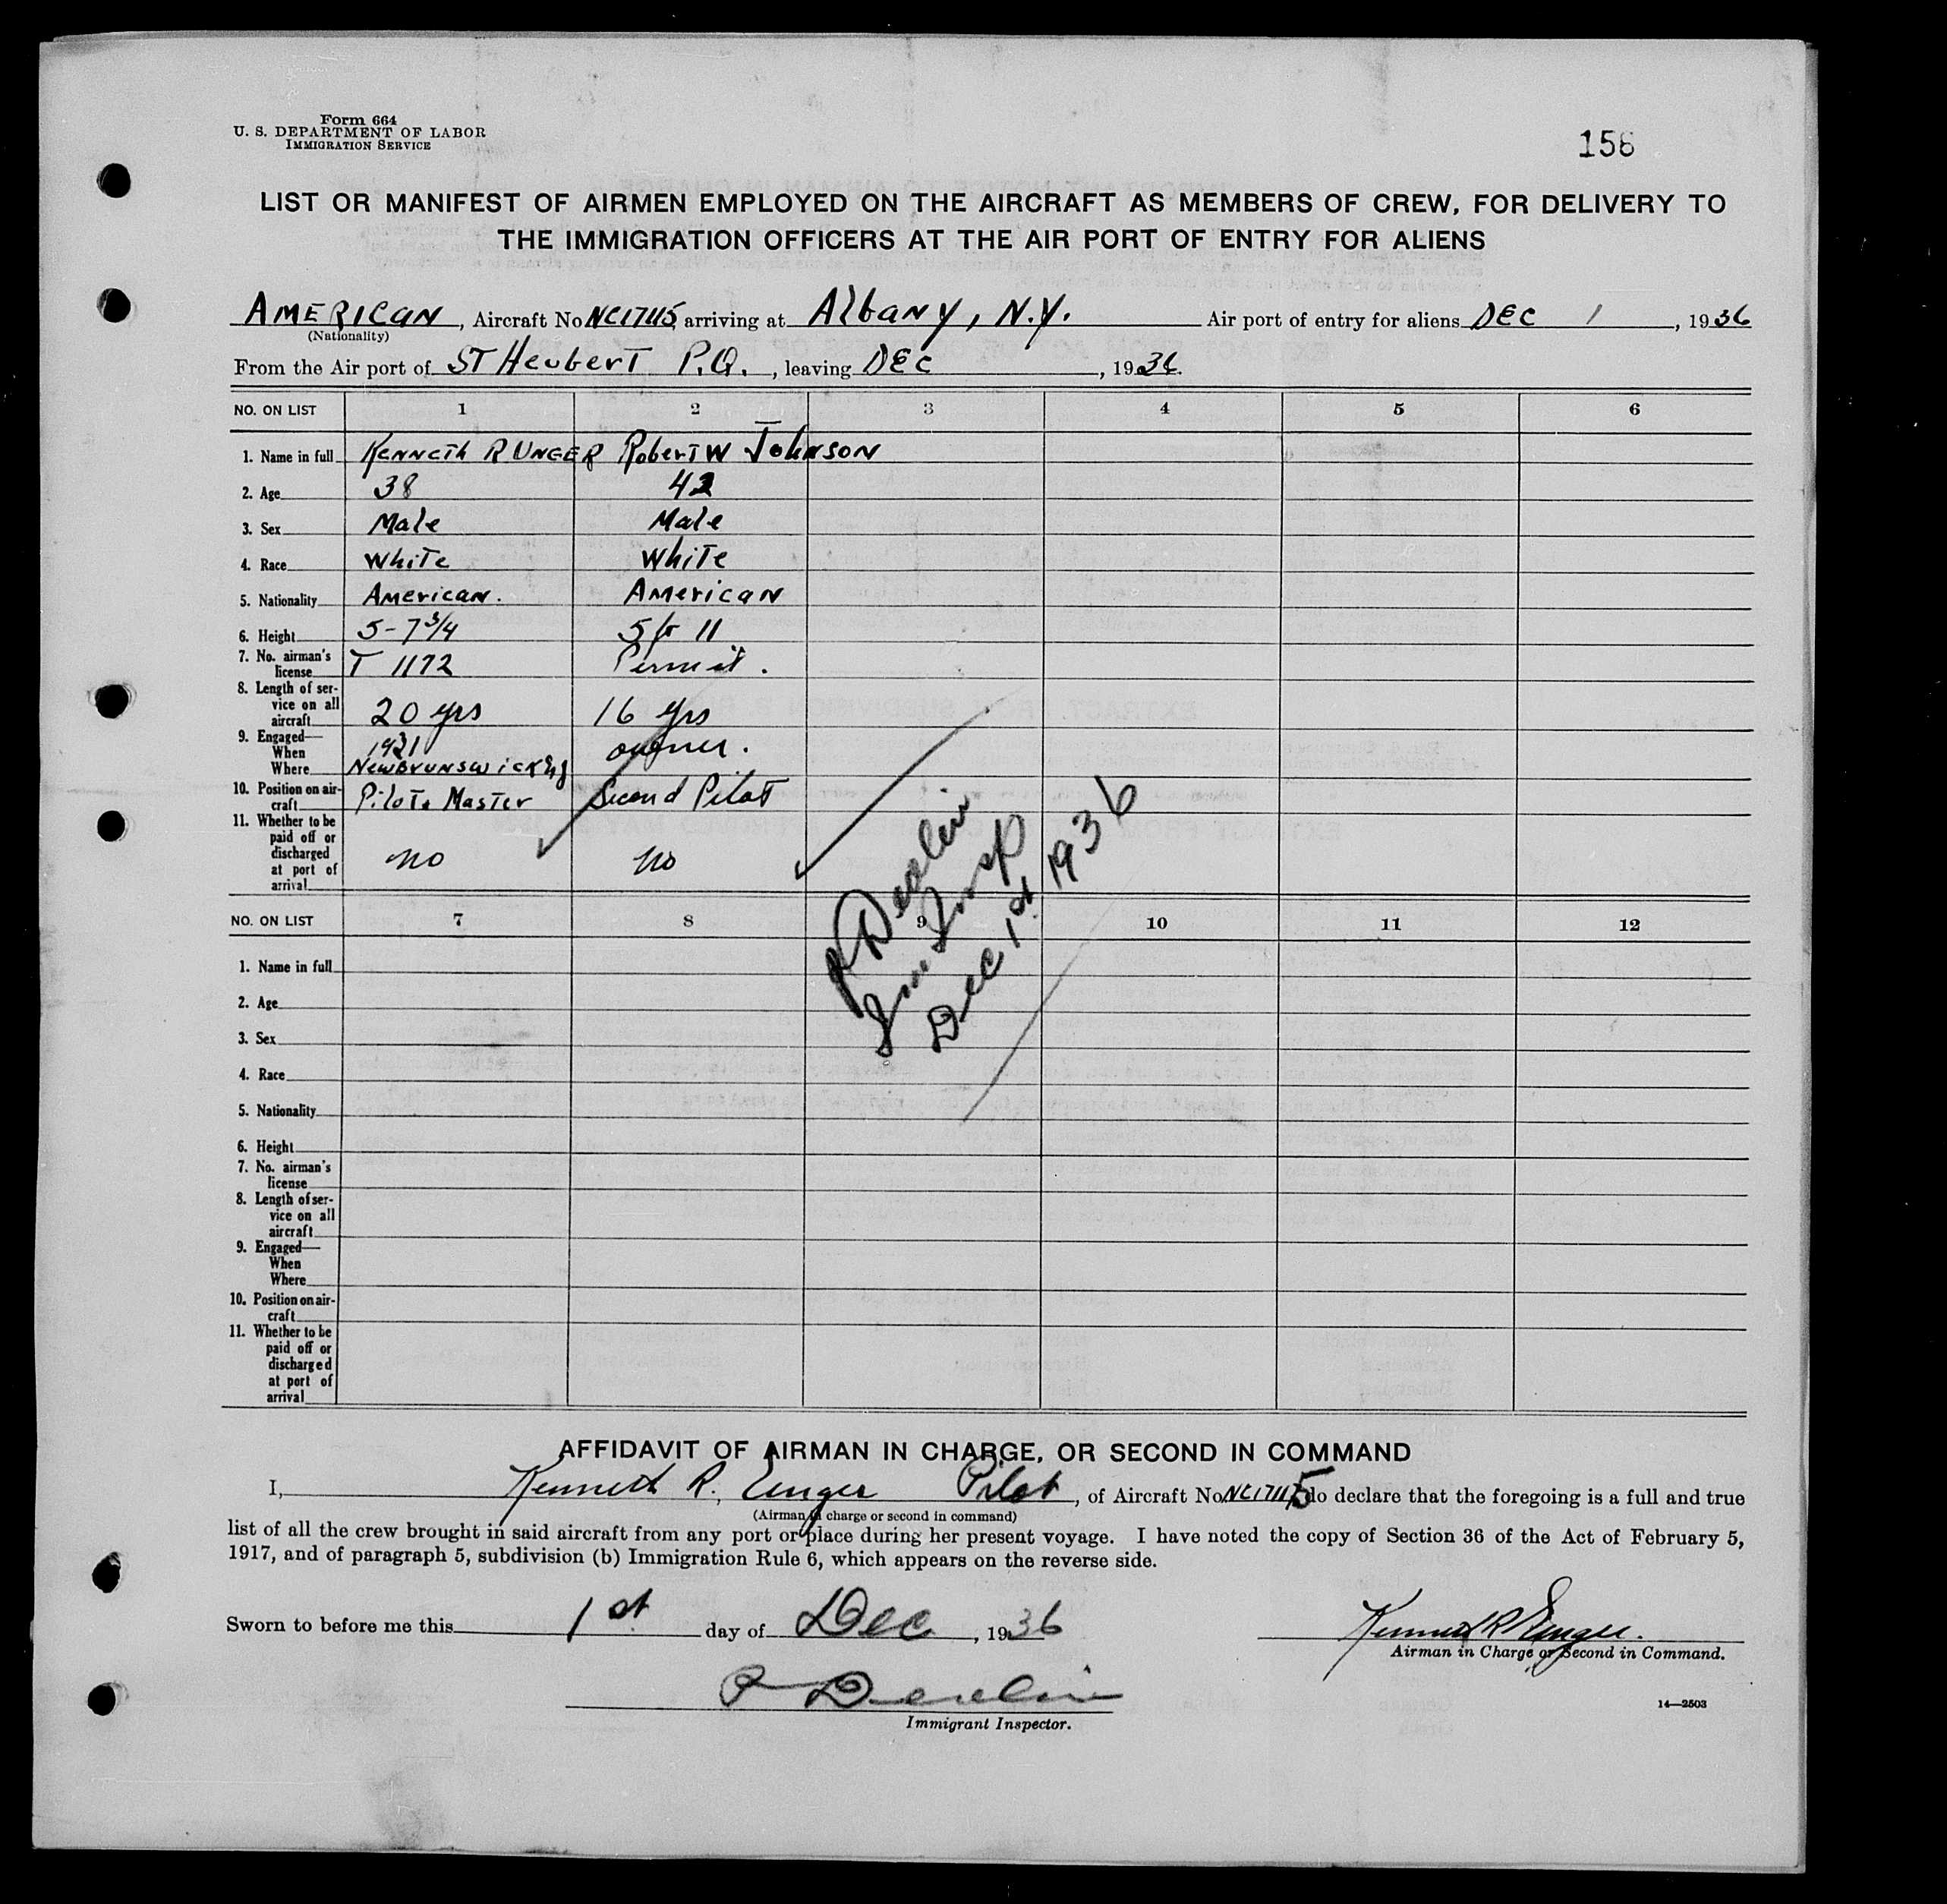 Form 664
U. S. DEPARTMENT OF LABOR
IMMIGRATION SERVICE
156
LIST OR MANIFEST OF AIRMEN EMPLOYED ON THE AIRCRAFT AS MEMBERS OF CREW, FOR DELIVERY TO
THE IMMIGRATION OFFICERS AT THE AIR PORT OF ENTRY FOR ALIENS
AMERICAN, Aircraft No NC17115, arriving at Albany, N.Y. Air port of entry for aliens DEC 1, 1936
(Nationality)
From the Air port of ST Heubert P.Q., leaving DEC, 1936.
NO. ON LIST 1 2 3 4 5 6
1. Name in full Kenneth R UNGER Robert W Johnson
2. Age 38 42
3. Sex Male Male
4. Race White White
5. Nationality American. American
6. Height 5-7 3/4 5 ft 11
7. No. airman's
license T 1172 Permit.
8. Length of ser-
vice on all
aircraft 20 yrs 16 yrs
9. Engaged—
When 1931 owner.
Where New Brunswick NJ
10. Position on air-
craft Pilot & Master Second Pilot
11. Whether to be
paid off or
discharged
at port of
arrival no no
P Dealin
Imm Insp
Dec 1st 1936
NO. ON LIST 7 8 9 10 11 12
1. Name in full
2. Age
3. Sex
4. Race
5. Nationality
6. Height
7. No. airman's
license
8. Length of ser-
vice on all
aircraft
9. Engaged—
When
Where
10. Position on air-
craft
11. Whether to be
paid off or
discharged
at port of
arrival
AFFIDAVIT OF AIRMAN IN CHARGE, OR SECOND IN COMMAND
I, Kenneth R. Unger Pilot, of Aircraft No NC17115 do declare that the foregoing is a full and true
(Airman in charge or second in command)
list of all the crew brought in said aircraft from any port or place during her present voyage. I have noted the copy of Section 36 of the Act of February 5,
1917, and of paragraph 5, subdivision (b) Immigration Rule 6, which appears on the reverse side.
Sworn to before me this 1st day of Dec, 1936
Kenneth R Unger.
Airman in Charge or Second in Command.
P Dealin
Immigrant Inspector.
14—2503